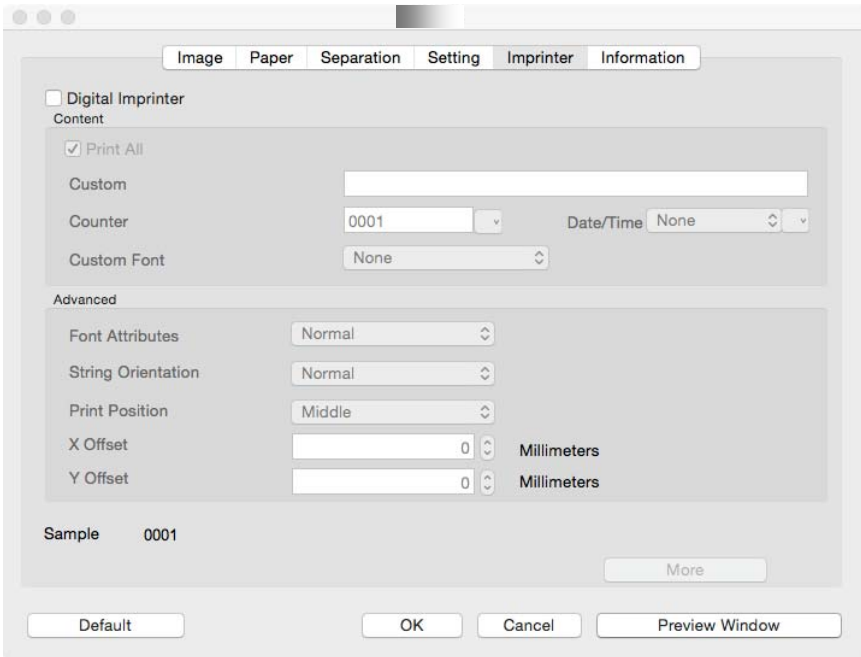 Image Paper Separation Setting Imprinter Information
Digital Imprinter
Content
Print All
Custom
Counter 0001 Date/Time None
Custom Font None
Advanced
Font Attributes Normal
String Orientation Normal
Print Position Middle
X Offset 0 Millimeters
Y Offset 0 Millimeters
Sample 0001
More
Default OK Cancel Preview Window